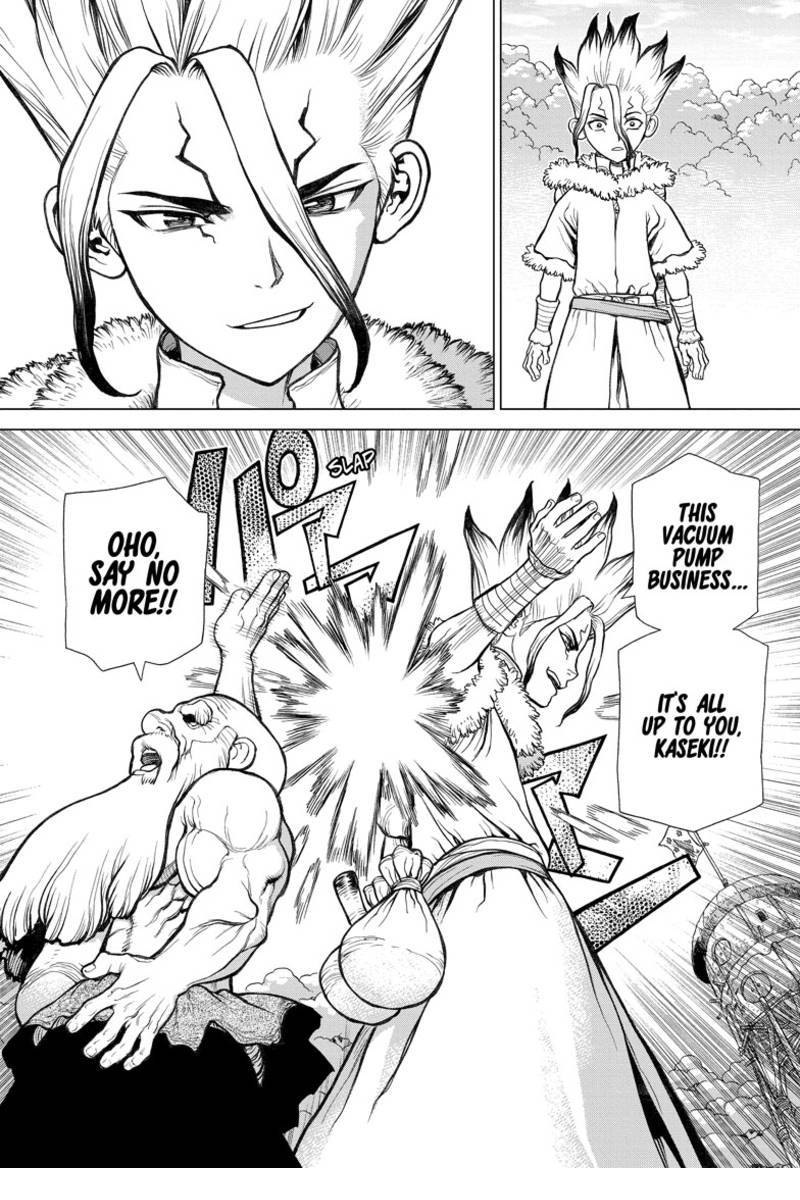 THIS
VACUUM
PUMP
BUSINESS...
IT'S ALL
UP TO YOU,
KASEKI!!
SLAP
OHO,
SAY NO
MORE!!